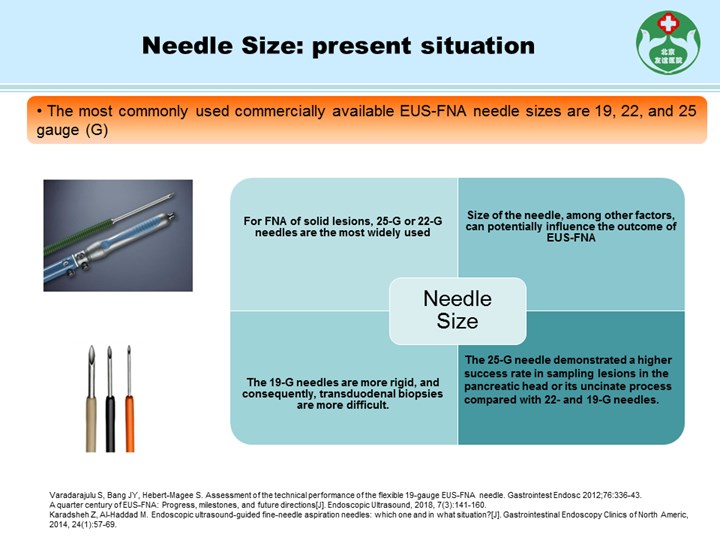 Needle Size: present situation
北京
友谊医院
• The most commonly used commercially available EUS-FNA needle sizes are 19, 22, and 25
gauge (G)
For FNA of solid lesions, 25-G or 22-G
needles are the most widely used
Size of the needle, among other factors,
can potentially influence the outcome of
EUS-FNA
Needle
Size
The 19-G needles are more rigid, and
consequently, transduodenal biopsies
are more difficult.
The 25-G needle demonstrated a higher
success rate in sampling lesions in the
pancreatic head or its uncinate process
compared with 22- and 19-G needles.
Varadarajulu S, Bang JY, Hebert-Magee S. Assessment of the technical performance of the flexible 19-gauge EUS-FNA needle. Gastrointest Endosc 2012;76:336-43.
A quarter century of EUS-FNA: Progress, milestones, and future directions[J]. Endoscopic Ultrasound, 2018, 7(3):141-160.
Karadsheh Z, Al-Haddad M. Endoscopic ultrasound-guided fine-needle aspiration needles: which one and in what situation?[J]. Gastrointestinal Endoscopy Clinics of North Americ,
2014, 24(1):57-69.